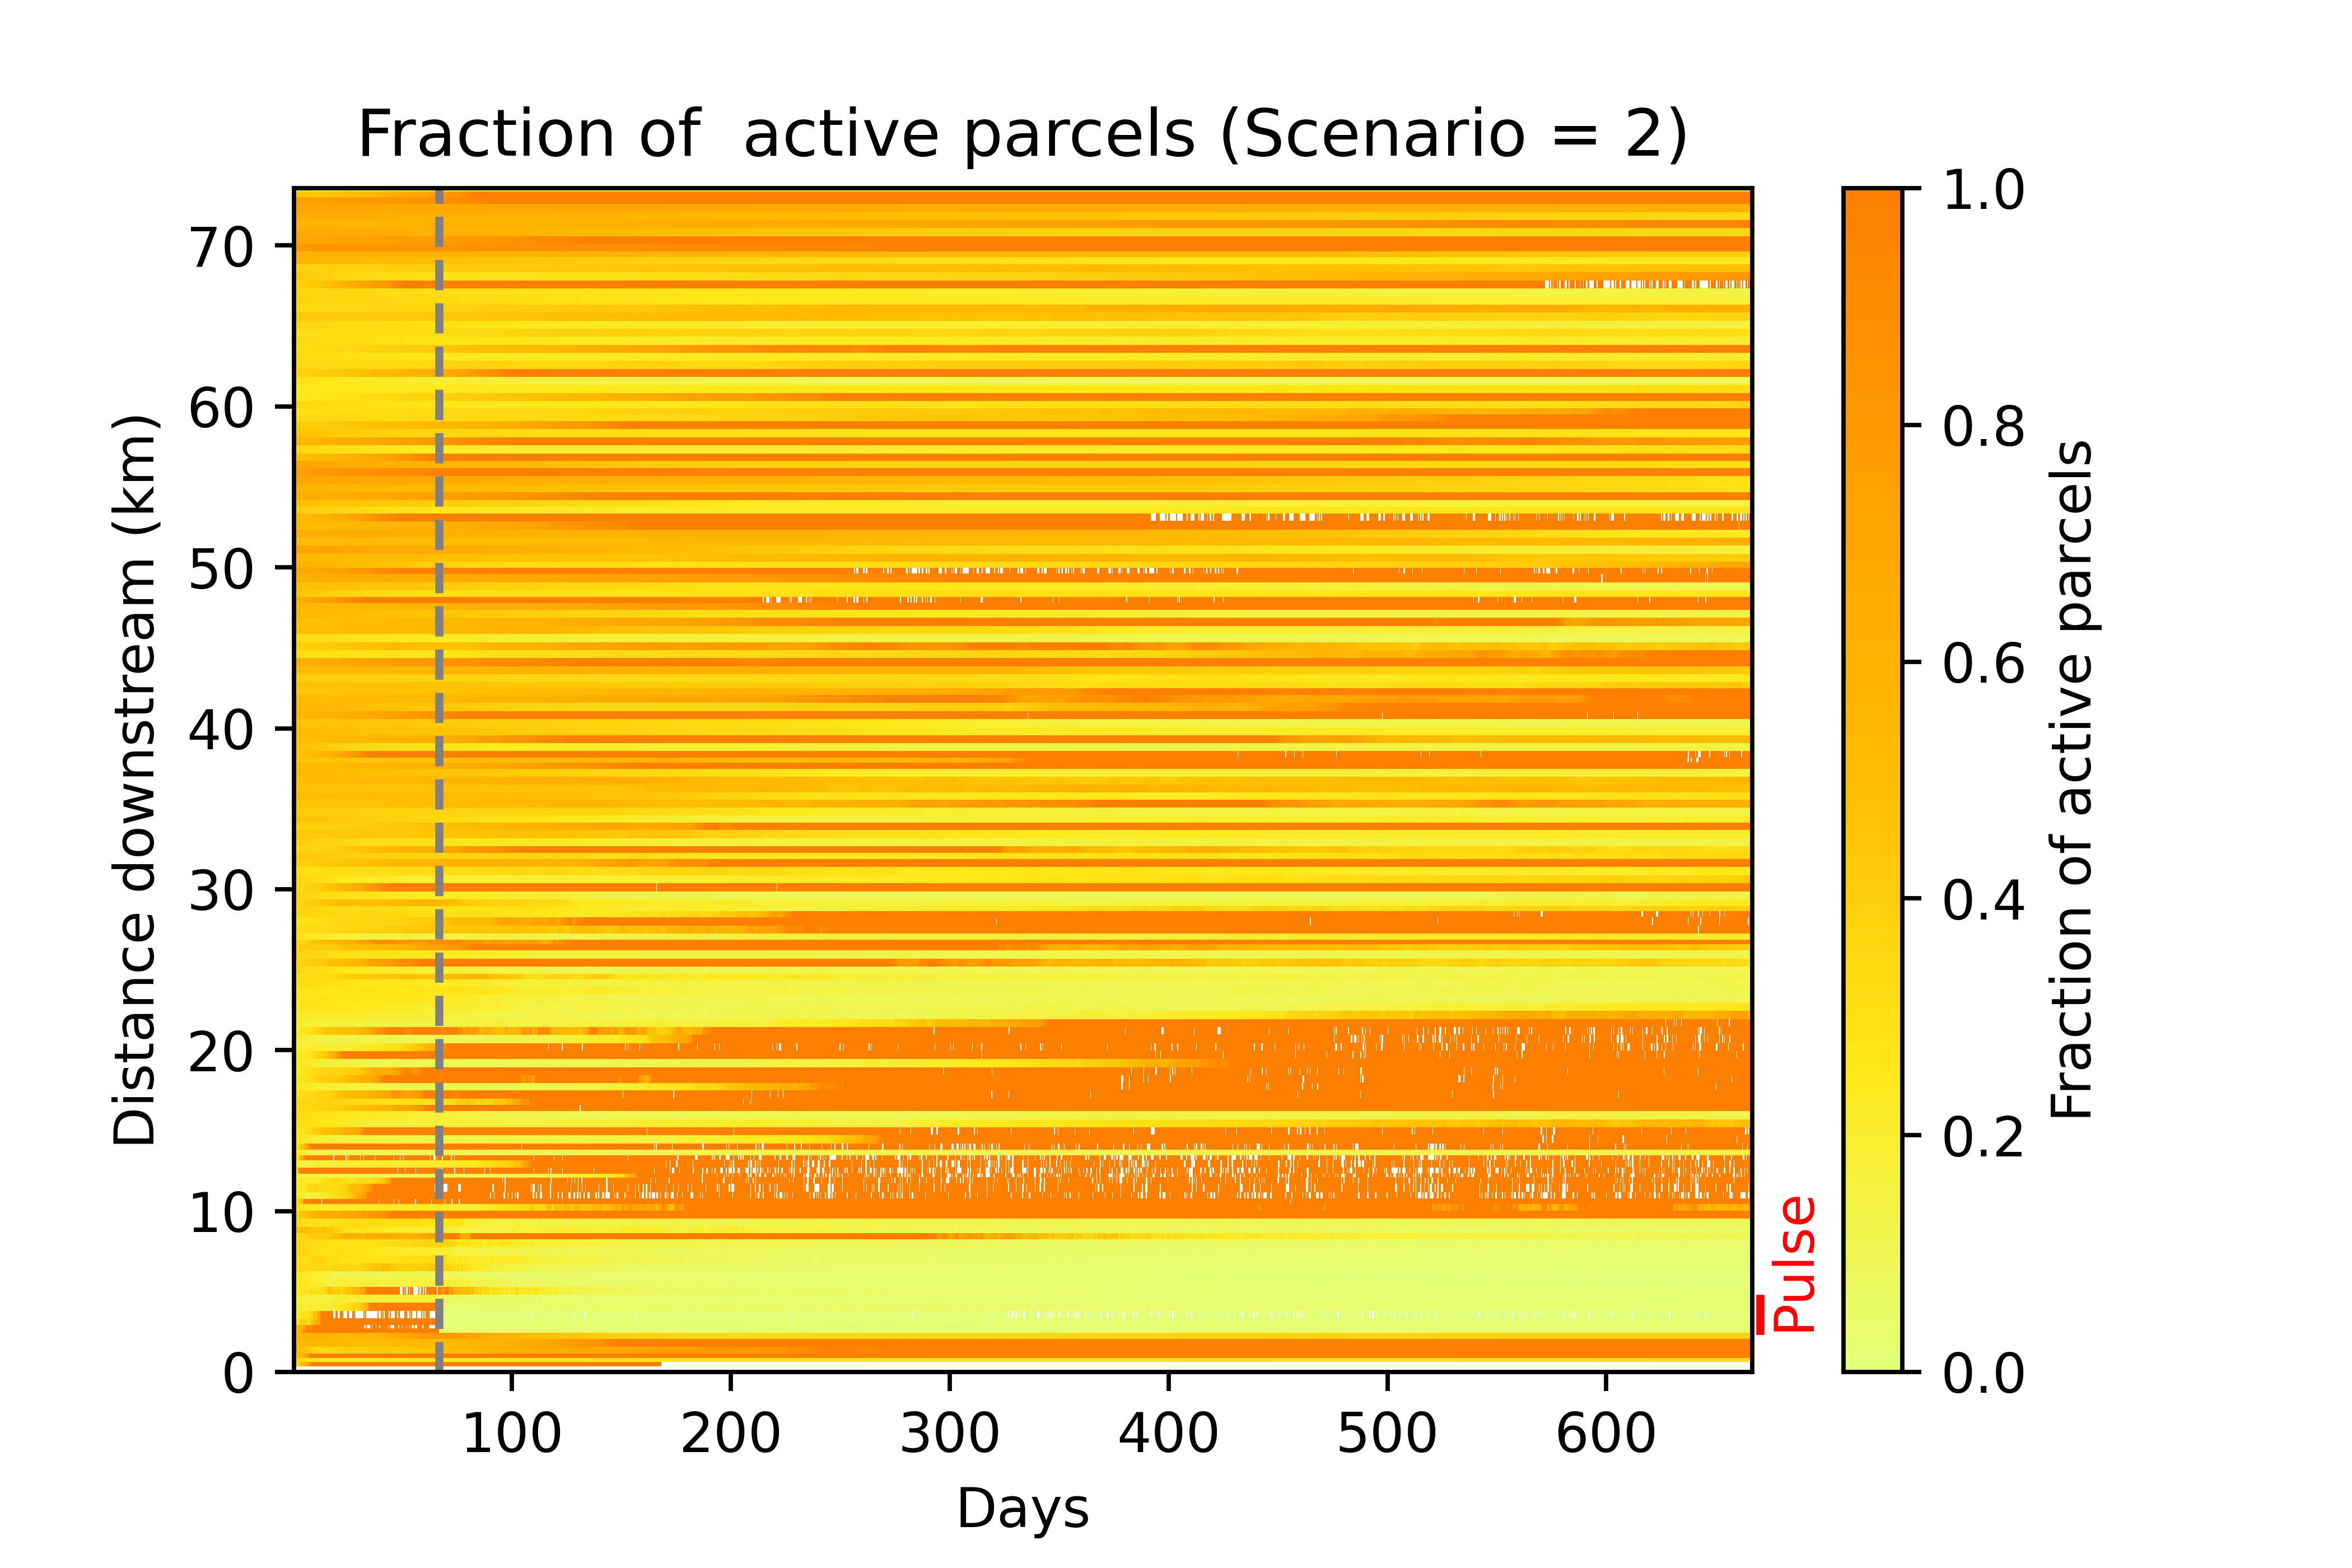 Fraction of  active parcels (Scenario = 2)
Distance downstream (km)
70
60
50
40
30
20
10
0
100 200 300 400 500 600
Days
Pulse
1.0
0.8
0.6
0.4
0.2
0.0
Fraction of active parcels